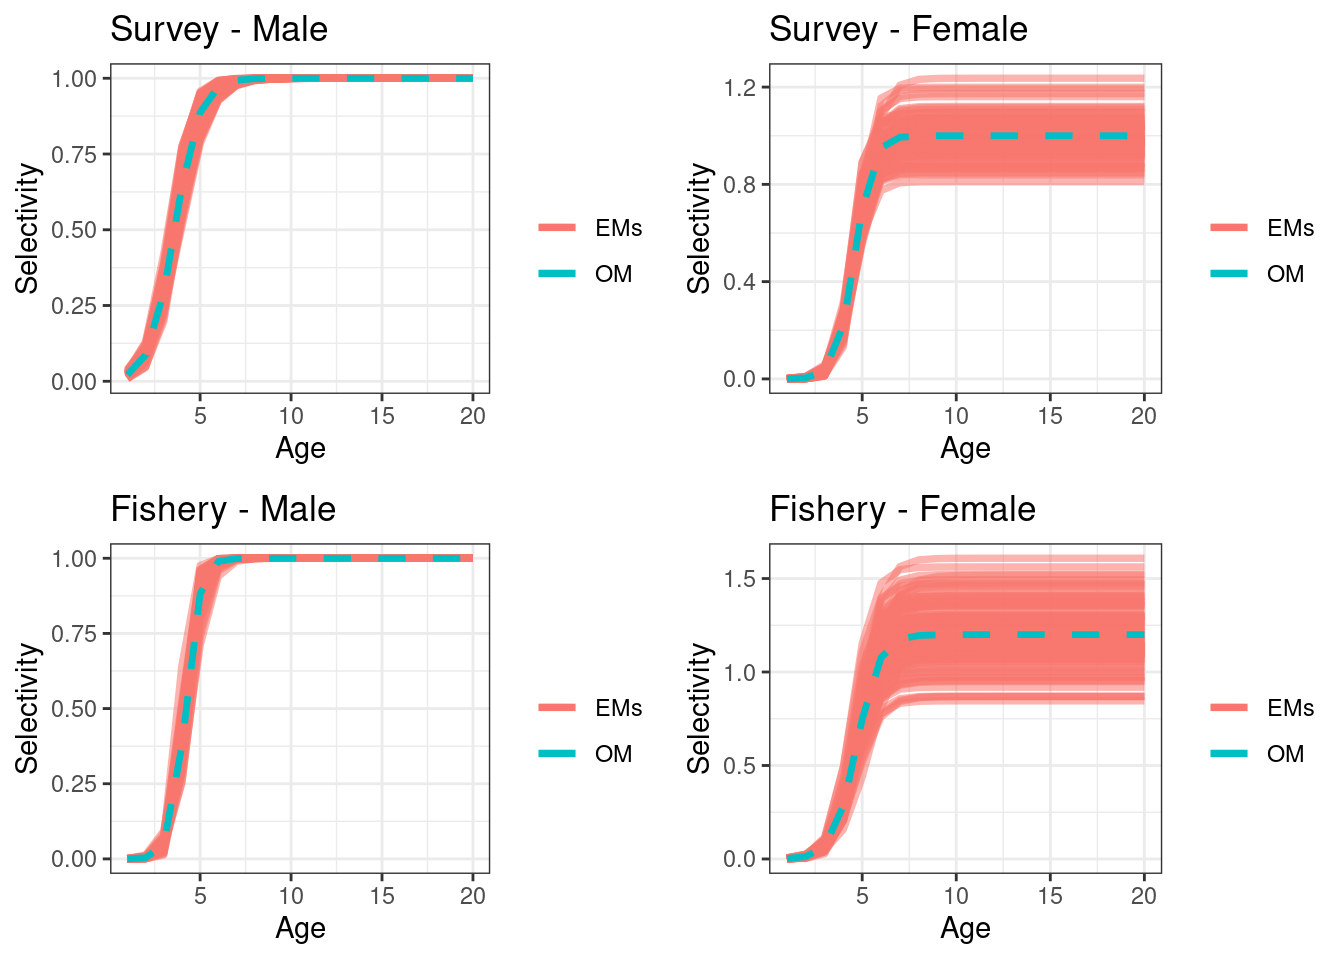 Survey - Male
Selectivity
1.00
0.75
0.50
0.25
0.00
5 10 15 20
Age
EMs
OM
Survey - Female
Selectivity
1.2
0.8
0.4
0.0
5 10 15 20
Age
EMs
OM
Fishery - Male
Selectivity
1.00
0.75
0.50
0.25
0.00
5 10 15 20
Age
EMs
OM
Fishery - Female
Selectivity
1.5
1.0
0.5
0.0
5 10 15 20
Age
EMs
OM